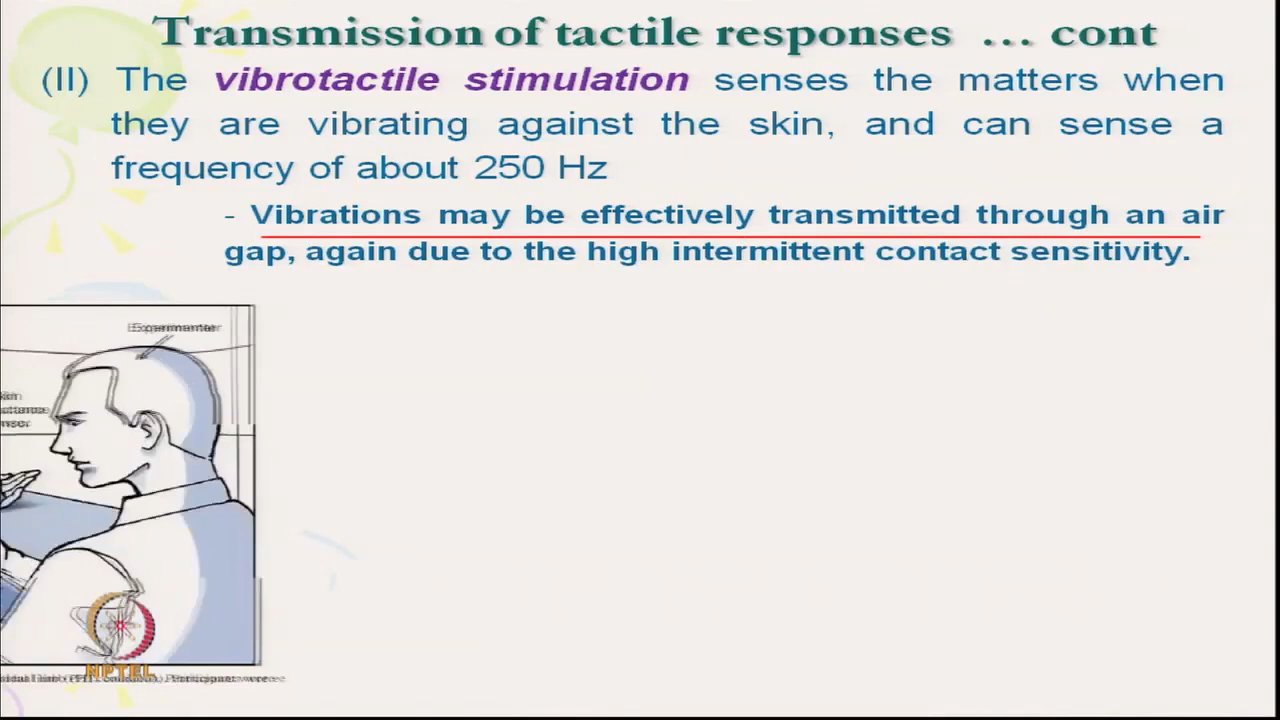 Transmission of tactile responses … cont
(II) The vibrotactile stimulation senses the matters when
they are vibrating against the skin, and can sense a
frequency of about 250 Hz
- Vibrations may be effectively transmitted through an air
gap, again due to the high intermittent contact sensitivity.
Experimenter
NPTEL